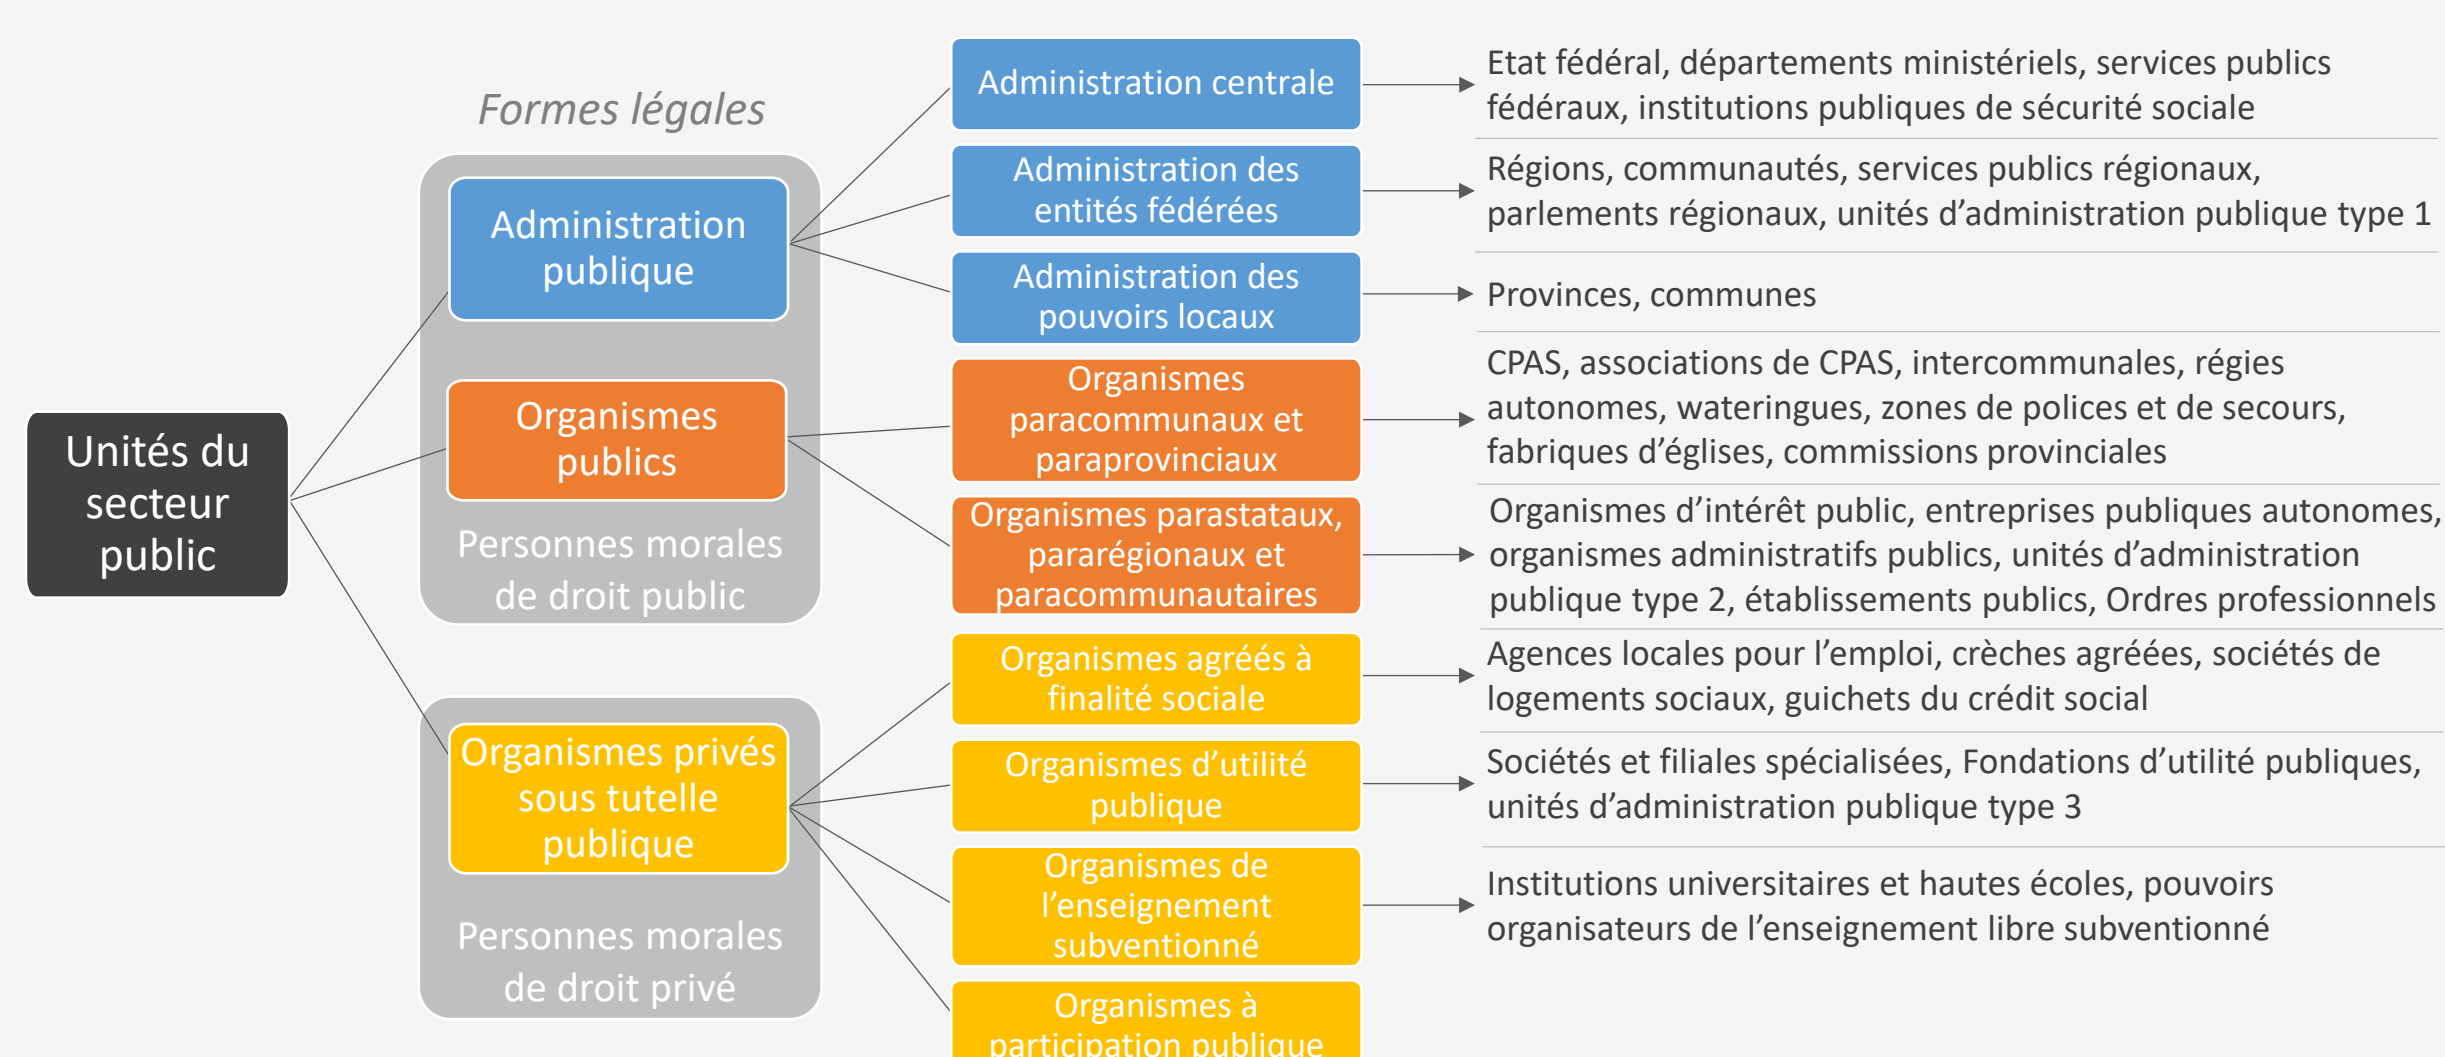 Formes légales
Unités du
secteur
public
Administration
publique
Organismes
publics
Personnes morales
de droit public
Organismes privés
sous tutelle
publique
Personnes morales
de droit privé
Administration centrale
Etat fédéral, départements ministériels, services publics
fédéraux, institutions publiques de sécurité sociale
Administration des
entités fédérées
Régions, communautés, services publics régionaux,
parlements régionaux, unités d’administration publique type 1
Administration des
pouvoirs locaux
Provinces, communes
Organismes
paracommunaux et
paraprovinciaux
CPAS, associations de CPAS, intercommunales, régies
autonomes, wateringues, zones de polices et de secours,
fabriques d’églises, commissions provinciales
Organismes parastataux,
pararégionaux et
paracommunautaires
Organismes d’intérêt public, entreprises publiques autonomes,
organismes administratifs publics, unités d’administration
publique type 2, établissements publics, Ordres professionnels
Organismes agréés à
finalité sociale
Agences locales pour l’emploi, crèches agréées, sociétés de
logements sociaux, guichets du crédit social
Organismes d’utilité
publique
Sociétés et filiales spécialisées, Fondations d’utilité publiques,
unités d’administration publique type 3
Organismes de
l’enseignement
subventionné
Institutions universitaires et hautes écoles, pouvoirs
organisateurs de l’enseignement libre subventionné
Organismes à
participation publique